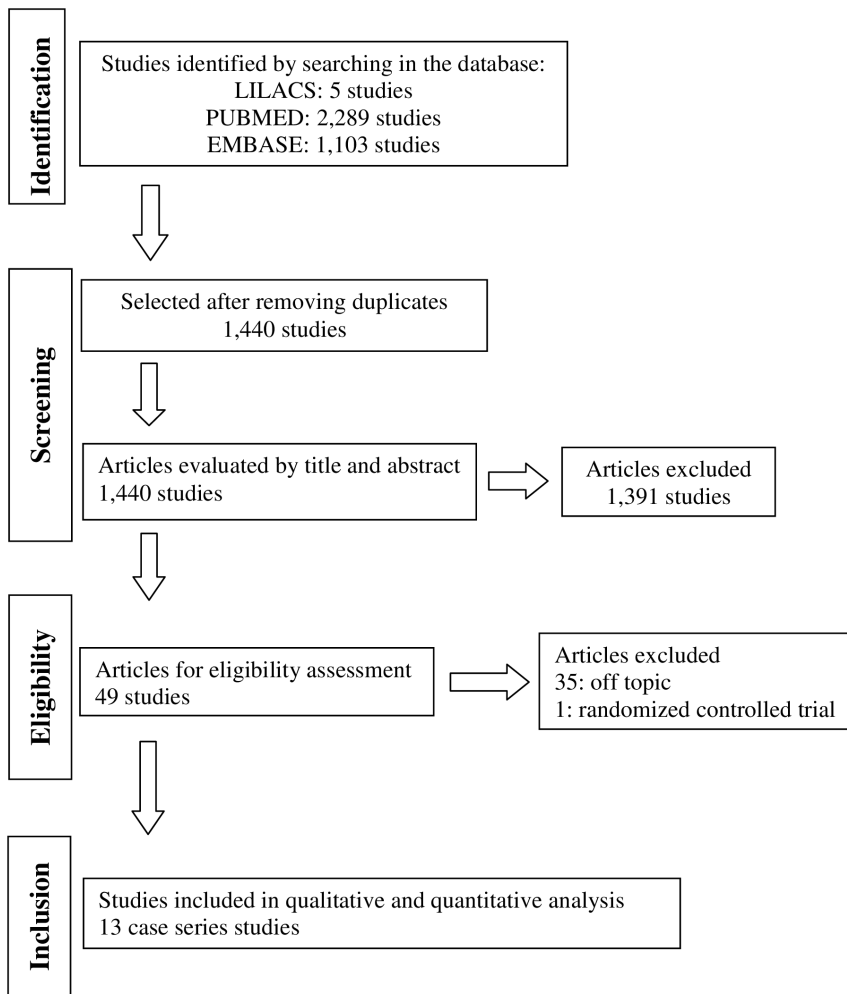 Identification
Studies identified by searching in the database:
LILACS: 5 studies
PUBMED: 2,289 studies
EMBASE: 1,103 studies
Screening
Selected after removing duplicates
1,440 studies
Articles evaluated by title and abstract
1,440 studies
Articles excluded
1,391 studies
Eligibility
Articles for eligibility assessment
49 studies
Articles excluded
35: off topic
1: randomized controlled trial
Inclusion
Studies included in qualitative and quantitative analysis
13 case series studies